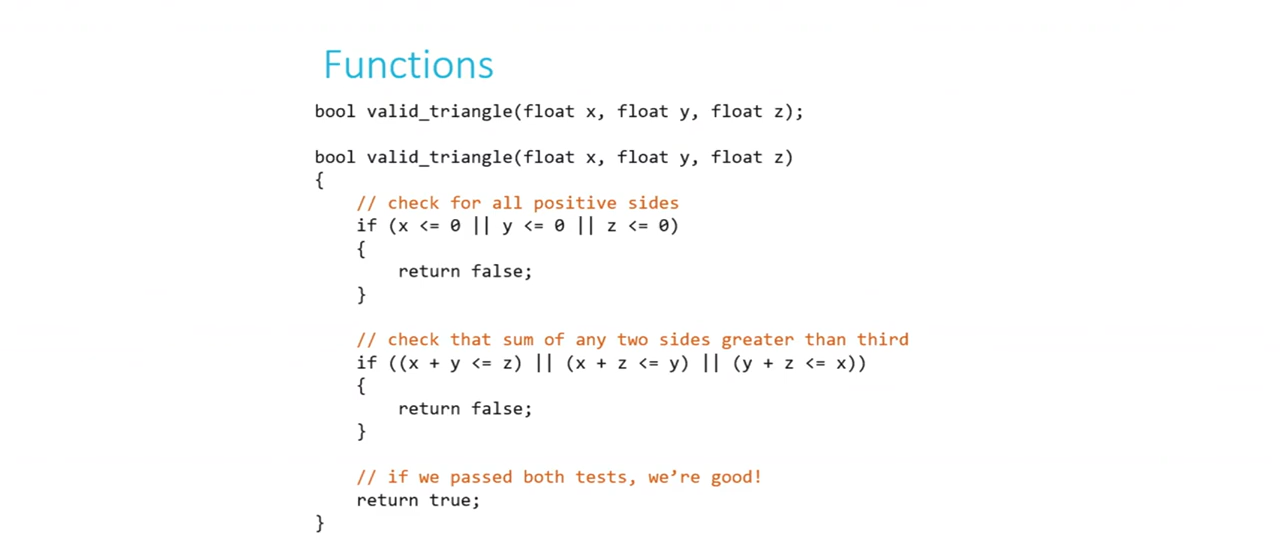 Functions
bool valid_triangle(float x, float y, float z);
bool valid_triangle(float x, float y, float z)
{
    // check for all positive sides
    if (x <= 0 || y <= 0 || z <= 0)
    {
        return false;
    }
    // check that sum of any two sides greater than third
    if ((x + y <= z) || (x + z <= y) || (y + z <= x))
    {
        return false;
    }
    // if we passed both tests, we’re good!
    return true;
}